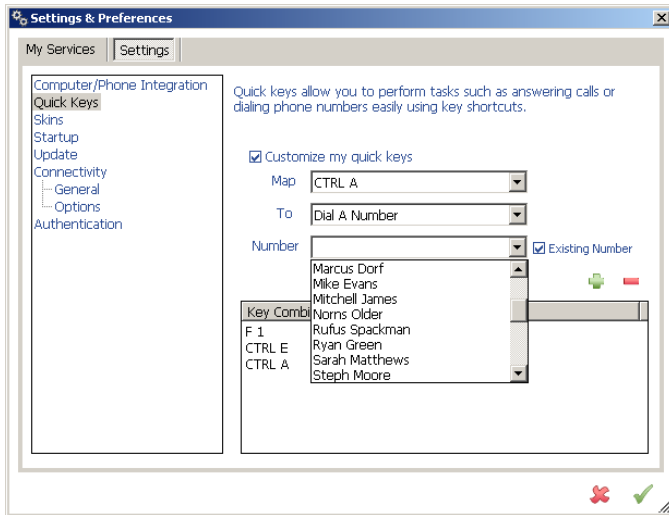 Settings & Preferences
My Services
Settings
Computer/Phone Integration
Quick Keys
Skins
Startup
Update
Connectivity
General
Options
Authentication
Quick keys allow you to perform tasks such as answering calls or
dialing phone numbers easily using key shortcuts.
Customize my quick keys
Map CTRL A
To Dial A Number
Number
Existing Number
Marcus Dorf
Mike Evans
Mitchell James
Norns Older
Rufus Spackman
Ryan Green
Sarah Matthews
Steph Moore
Key Combi
F 1
CTRL E
CTRL A